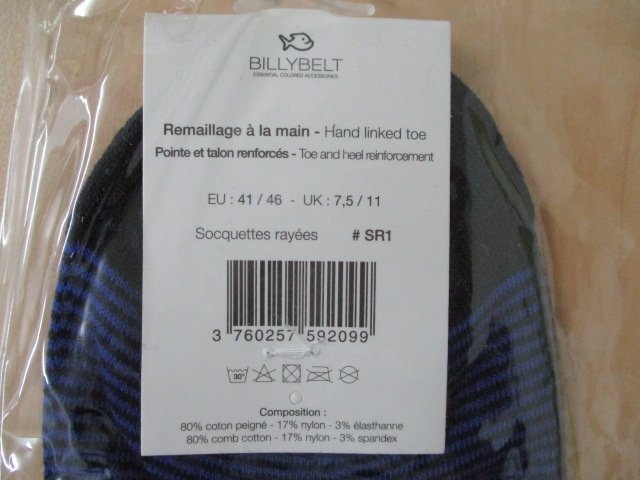 BILLYBELT
ESSENTIAL COLORED ACCESSORIES
Remaillage à la main - Hand linked toe
Pointe et talon renforcés - Toe and heel reinforcement
EU : 41 / 46 - UK : 7,5 / 11
Socquettes rayées # SR1
3 760257 592099
30°
Composition :
80% coton peigné - 17% nylon - 3% élasthanne
80% comb cotton - 17% nylon - 3% spandex